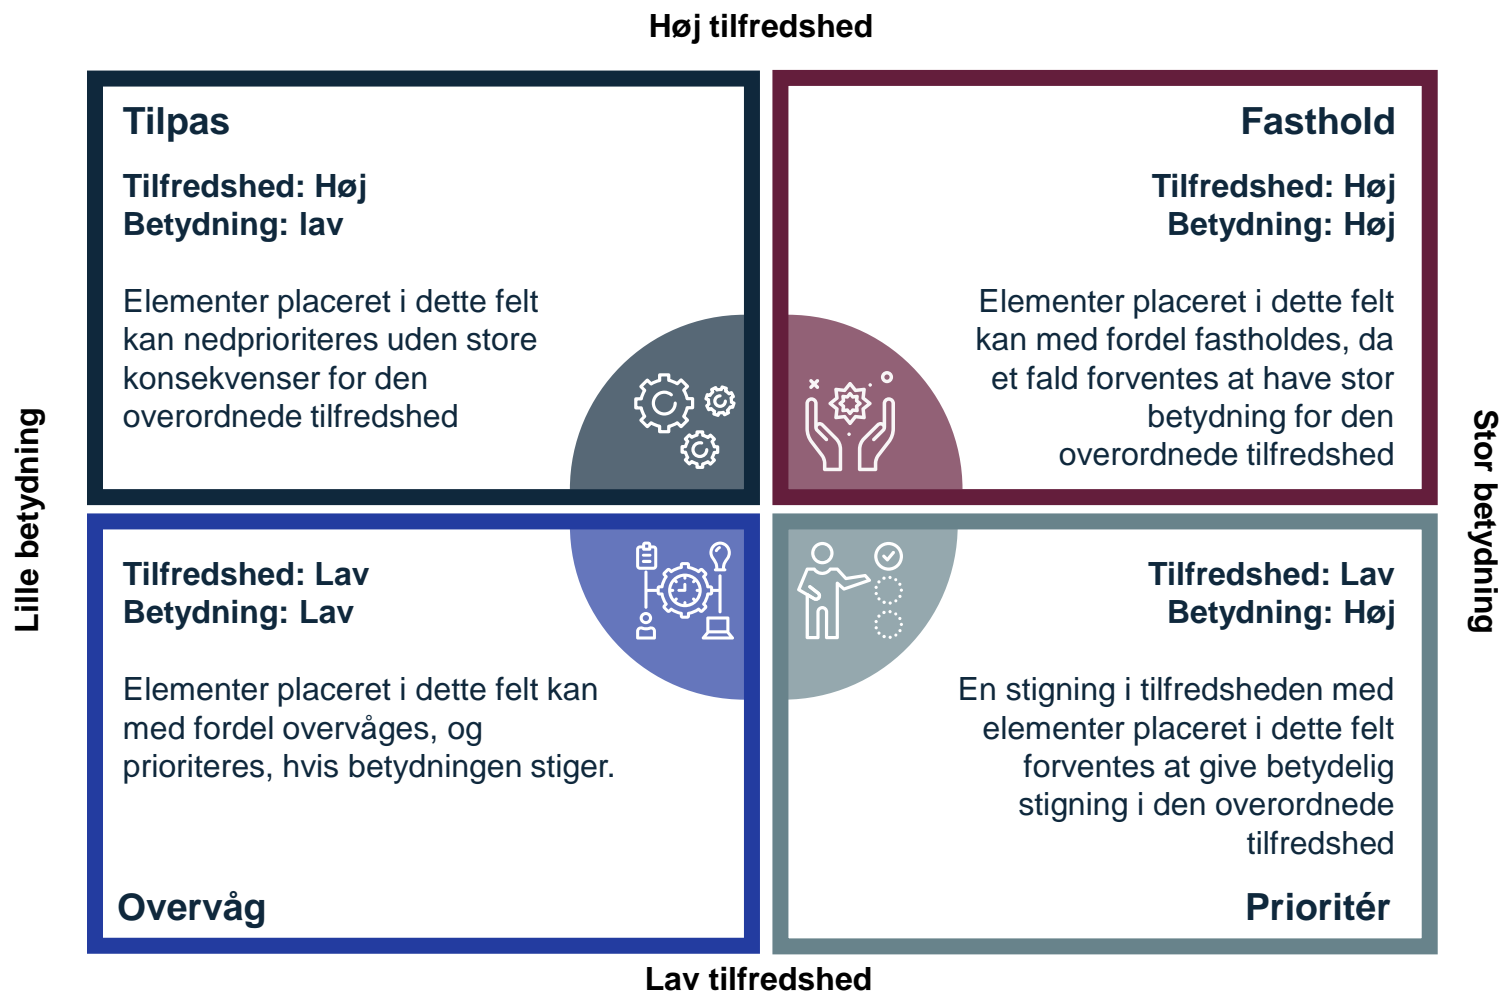 Høj tilfredshed
Tilpas
Tilfredshed: Høj
Betydning: lav
Elementer placeret i dette felt
kan nedprioriteres uden store
konsekvenser for den
overordnede tilfredshed
Fasthold
Tilfredshed: Høj
Betydning: Høj
Elementer placeret i dette felt
kan med fordel fastholdes, da
et fald forventes at have stor
betydning for den
overordnede tilfredshed
Lille betydning
Stor betydning
Tilfredshed: Lav
Betydning: Lav
Elementer placeret i dette felt kan
med fordel overvåges, og
prioriteres, hvis betydningen stiger.
Overvåg
Tilfredshed: Lav
Betydning: Høj
En stigning i tilfredsheden med
elementer placeret i dette felt
forventes at give betydelig
stigning i den overordnede
tilfredshed
Prioritér
Lav tilfredshed